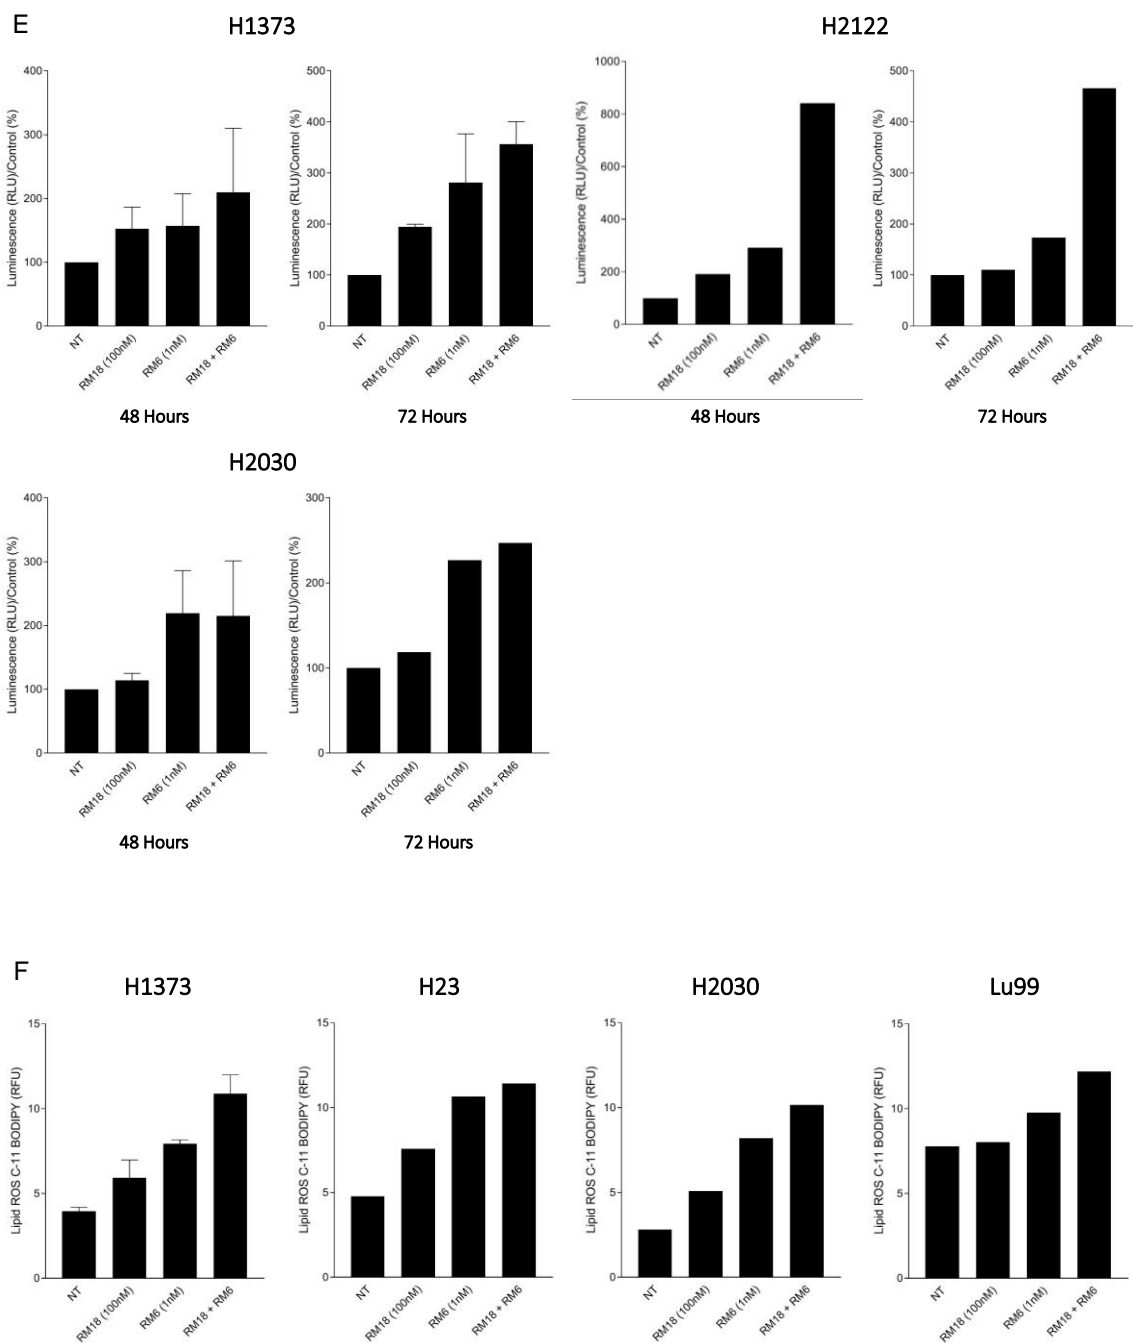 E
H1373
H2122
Luminescence (RLU)/Control (%)
400
300
200
100
0
NT
RM18 (100nM)
RM6 (1nM)
RM18 + RM6
48 Hours
Luminescence (RLU)/Control (%)
500
400
300
200
100
0
NT
RM18 (100nM)
RM6 (1nM)
RM18 + RM6
72 Hours
Luminescence (RLU)/Control (%)
1000
800
600
400
200
0
NT
RM18 (100nM)
RM6 (1nM)
RM18 + RM6
48 Hours
Luminescence (RLU)/Control (%)
500
400
300
200
100
0
NT
RM18 (100nM)
RM6 (1nM)
RM18 + RM6
72 Hours
H2030
Luminescence (RLU)/Control (%)
400
300
200
100
0
NT
RM18 (100nM)
RM6 (1nM)
RM18 + RM6
48 Hours
Luminescence (RLU)/Control (%)
300
200
100
0
NT
RM18 (100nM)
RM6 (1nM)
RM18 + RM6
72 Hours
F
H1373
Lipid ROS C-11 BODIPY (RFU)
15
10
5
0
NT
RM18 (100nM)
RM6 (1nM)
RM18 + RM6
H23
Lipid ROS C-11 BODIPY (RFU)
15
10
5
0
NT
RM18 (100nM)
RM6 (1nM)
RM18 + RM6
H2030
Lipid ROS C-11 BODIPY (RFU)
15
10
5
0
NT
RM18 (100nM)
RM6 (1nM)
RM18 + RM6
Lu99
Lipid ROS C-11 BODIPY (RFU)
15
10
5
0
NT
RM18 (100nM)
RM6 (1nM)
RM18 + RM6